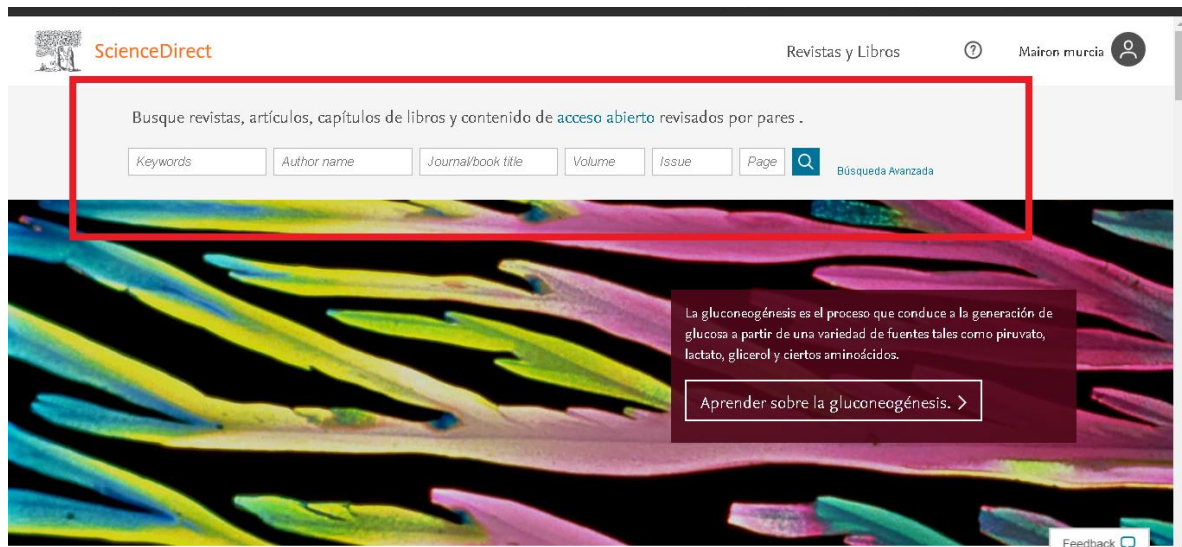 ScienceDirect
Revistas y Libros
?
Mairon murcia
Busque revistas, artículos, capítulos de libros y contenido de acceso abierto revisados por pares .
Keywords
Author name
Journal/book title
Volume
Issue
Page
Búsqueda Avanzada
La gluconeogénesis es el proceso que conduce a la generación de
glucosa a partir de una variedad de fuentes tales como piruvato,
lactato, glicerol y ciertos aminoácidos.
Aprender sobre la gluconeogénesis. >
Feedback